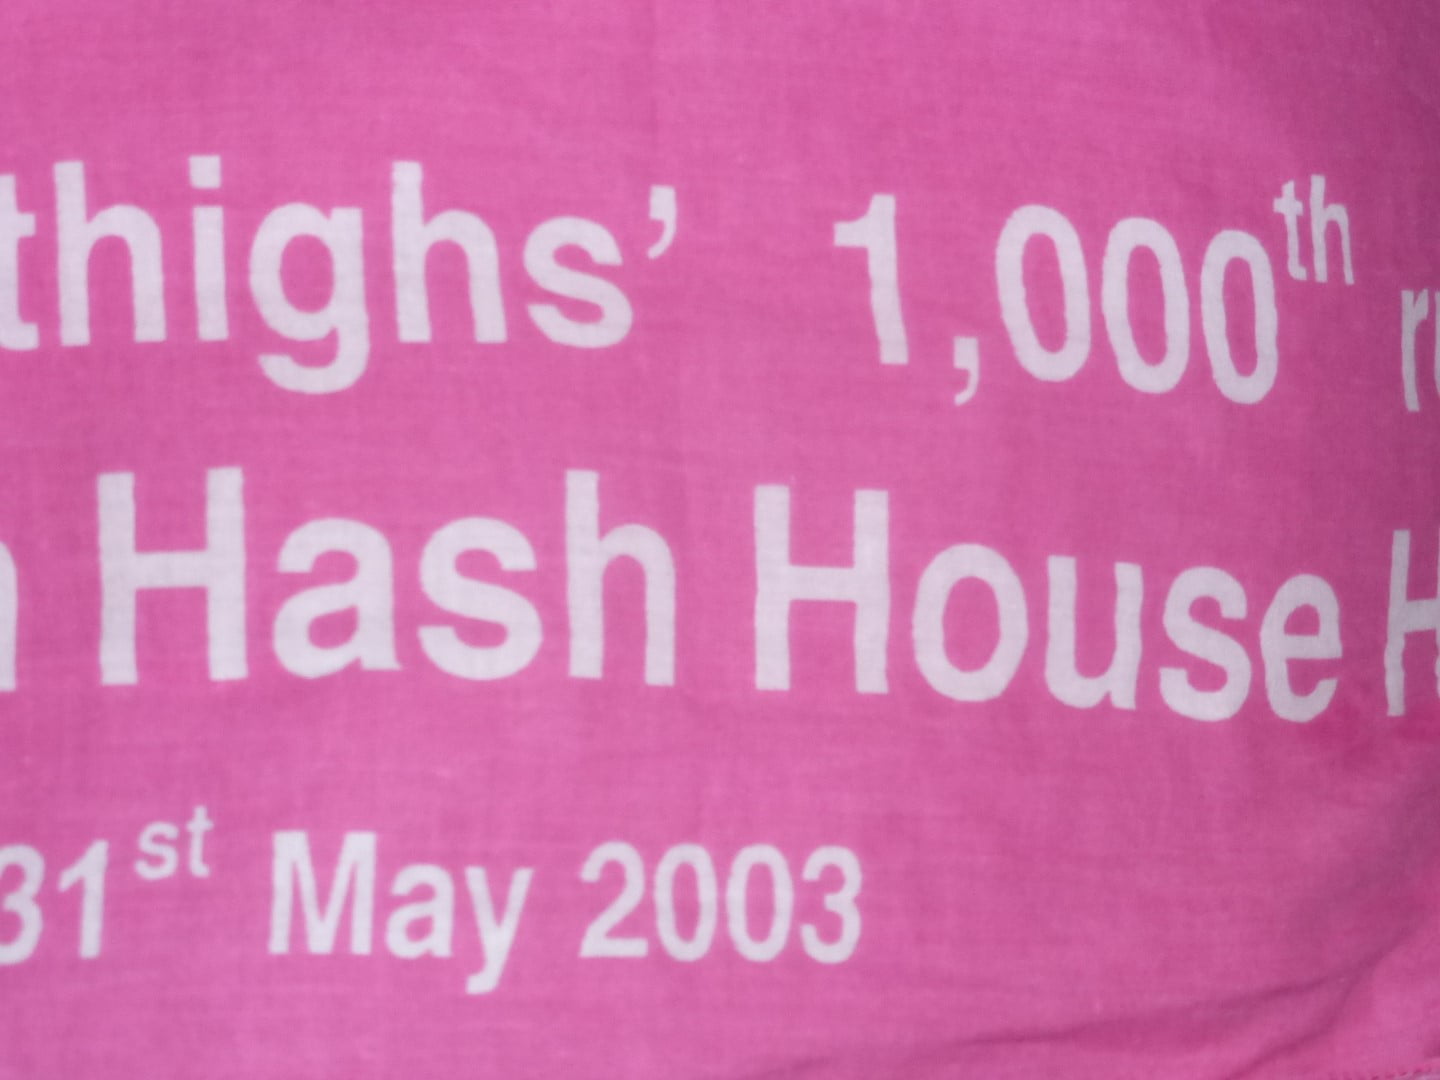 thighs’ 1,000th
Hash House
31st May 2003